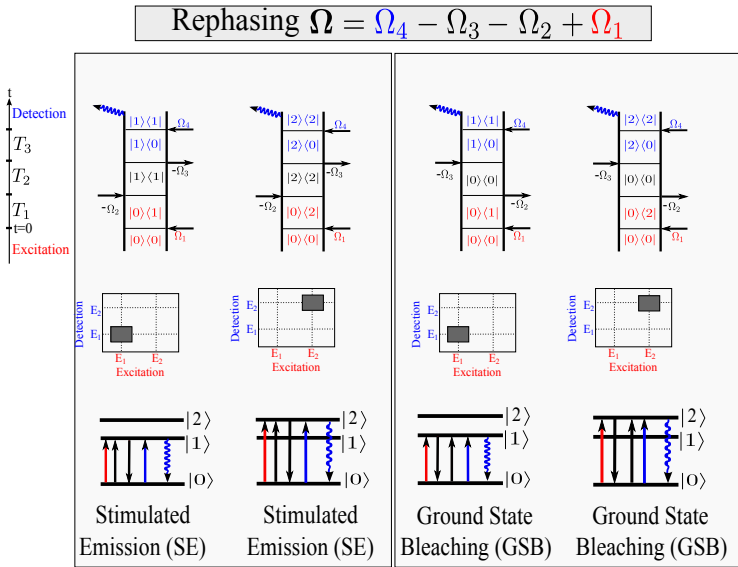 Rephasing Ω = Ω₄ − Ω₃ − Ω₂ + Ω₁
t
Detection
T₃
T₂
T₁
t=0
Excitation
|1⟩⟨1|
Ω₄
|1⟩⟨0|
-Ω₃
|1⟩⟨1|
-Ω₂
|0⟩⟨1|
Ω₁
|0⟩⟨0|
|2⟩⟨2|
Ω₄
|2⟩⟨0|
-Ω₃
|2⟩⟨2|
-Ω₂
|0⟩⟨2|
Ω₁
|0⟩⟨0|
|1⟩⟨1|
Ω₄
|1⟩⟨0|
-Ω₃
|0⟩⟨0|
-Ω₂
|0⟩⟨1|
Ω₁
|0⟩⟨0|
|2⟩⟨2|
Ω₄
|2⟩⟨0|
-Ω₃
|0⟩⟨0|
-Ω₂
|0⟩⟨2|
Ω₁
|0⟩⟨0|
Detection
E₂
E₁
E₁ E₂
Excitation
Detection
E₂
E₁
E₁ E₂
Excitation
Detection
E₂
E₁
E₁ E₂
Excitation
Detection
E₂
E₁
E₁ E₂
Excitation
|2⟩
|1⟩
|0⟩
Stimulated
Emission (SE)
|2⟩
|1⟩
|0⟩
Stimulated
Emission (SE)
|2⟩
|1⟩
|0⟩
Ground State
Bleaching (GSB)
|2⟩
|1⟩
|0⟩
Ground State
Bleaching (GSB)